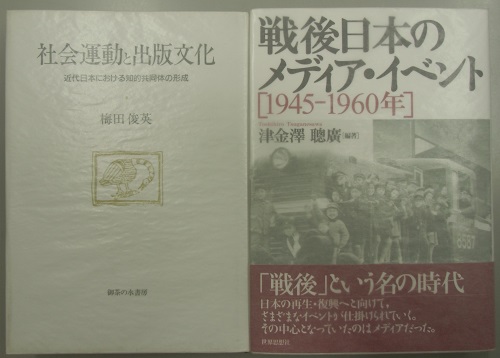 社会運動と出版文化
近代日本における知的共同体の形成
梅田俊英
御茶の水書房
戦後日本の
メディア・イベント
[1945-1960年]
津金澤 聰廣[編著]
「戦後」という名の時代
日本の再生・復興へと向けて、
さまざまなイベントが仕掛けられていく。
その中心となっていたのはメディアだった。
世界思想社